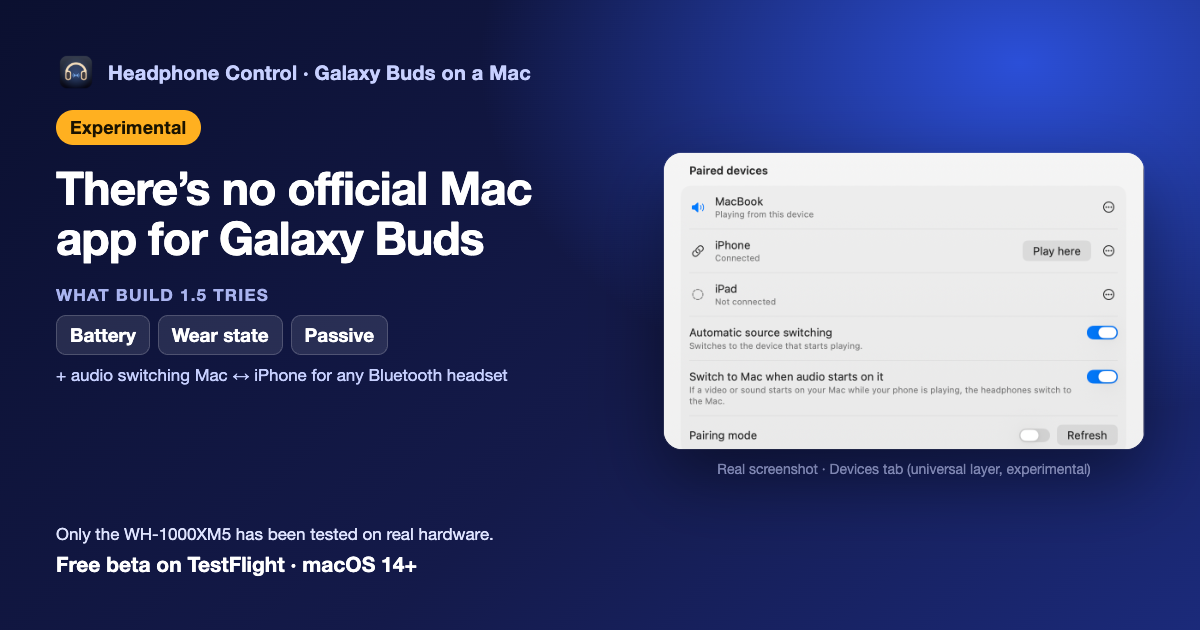 Headphone Control · Galaxy Buds on a Mac
Experimental
There’s no official Mac
app for Galaxy Buds
WHAT BUILD 1.5 TRIES
Battery
Wear state
Passive
+ audio switching Mac ↔ iPhone for any Bluetooth headset
Only the WH-1000XM5 has been tested on real hardware.
Free beta on TestFlight · macOS 14+
Paired devices
MacBook
Playing from this device
iPhone
Connected
Play here
iPad
Not connected
Automatic source switching
Switches to the device that starts playing.
Switch to Mac when audio starts on it
If a video or sound starts on your Mac while your phone is playing, the headphones switch to
the Mac.
Pairing mode
Refresh
Real screenshot · Devices tab (universal layer, experimental)